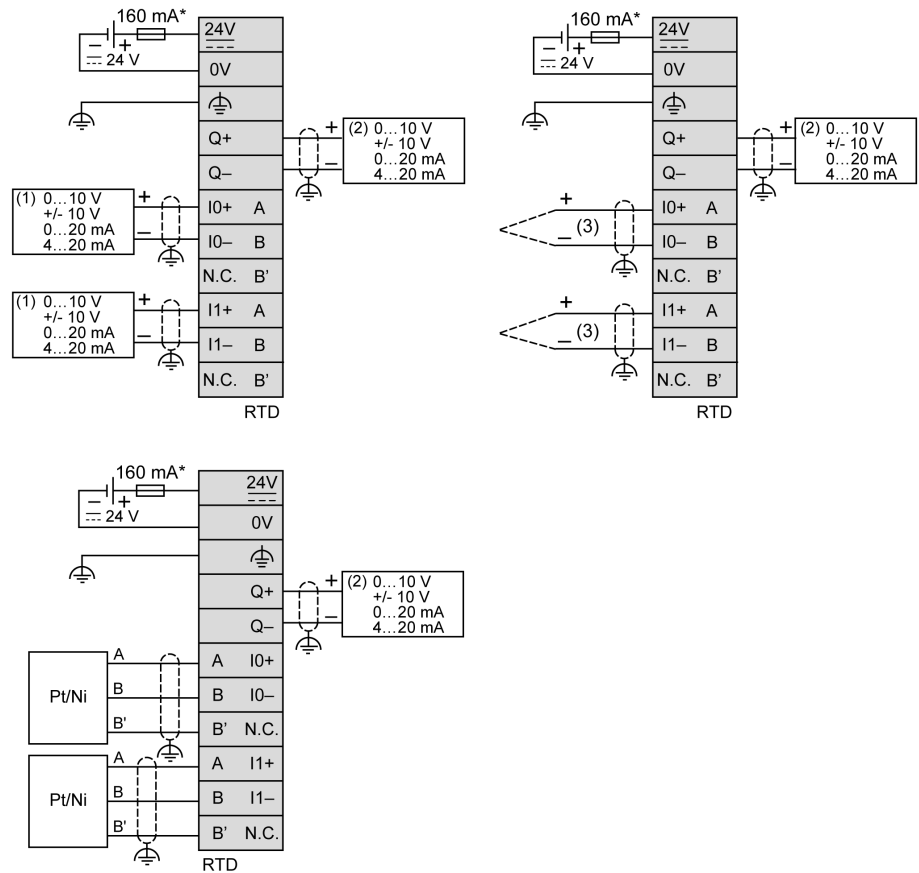 160 mA*
– +
24 V
24V
0V
Q+
Q–
+ (2) 0...10 V
+/- 10 V
0...20 mA
– 4...20 mA
(1) 0...10 V +
+/- 10 V
0...20 mA
4...20 mA –
I0+ A
I0– B
N.C. B'
(1) 0...10 V +
+/- 10 V
0...20 mA
4...20 mA –
I1+ A
I1– B
N.C. B'
RTD
160 mA*
– +
24 V
24V
0V
Q+
Q–
+ (2) 0...10 V
+/- 10 V
0...20 mA
– 4...20 mA
+
(3)
–
I0+ A
I0– B
N.C. B'
+
(3)
–
I1+ A
I1– B
N.C. B'
RTD
160 mA*
– +
24 V
24V
0V
Q+
Q–
+ (2) 0...10 V
+/- 10 V
0...20 mA
– 4...20 mA
Pt/Ni
A
B
B'
A I0+
B I0–
B' N.C.
Pt/Ni
A
B
B'
A I1+
B I1–
B' N.C.
RTD